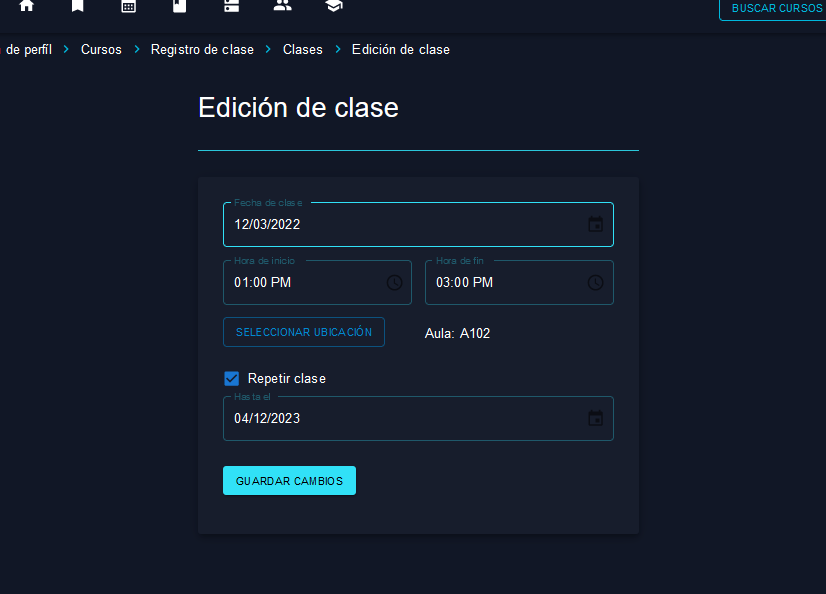 BUSCAR CURSOS
de perfil > Cursos > Registro de clase > Clases > Edición de clase
Edición de clase
Fecha de clase
12/03/2022
Hora de inicio Hora de fin
01:00 PM 03:00 PM
SELECCIONAR UBICACIÓN Aula: A102
Repetir clase
Hasta el
04/12/2023
GUARDAR CAMBIOS